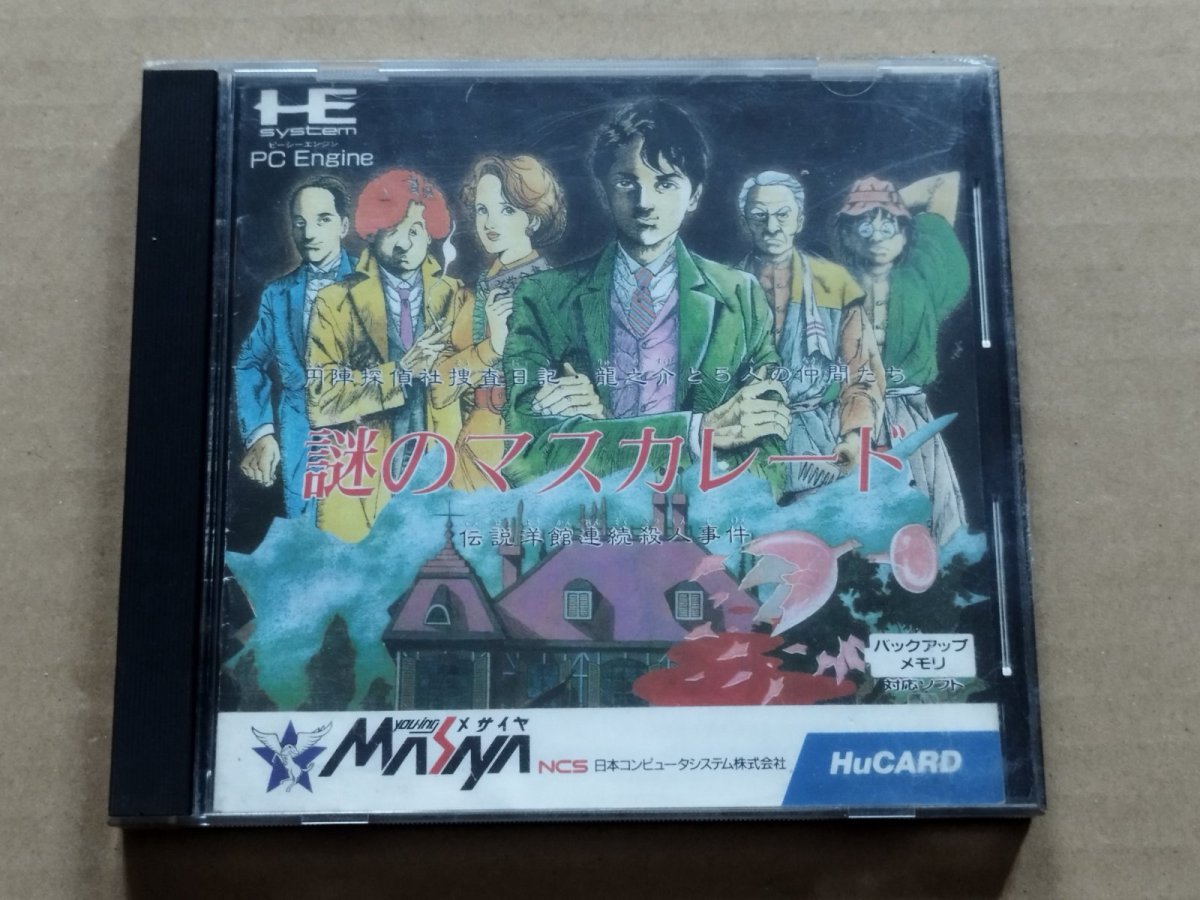 HE
system
ピーシーエンジン
PC Engine
円陣探偵社捜査日記 龍之介と5人の仲間たち
謎のマスカレード
伝説洋館連続殺人事件
バックアップ
メモリ
対応ソフト
you-ing メサイヤ
MASAYA
NCS 日本コンピュータシステム株式会社
HuCARD